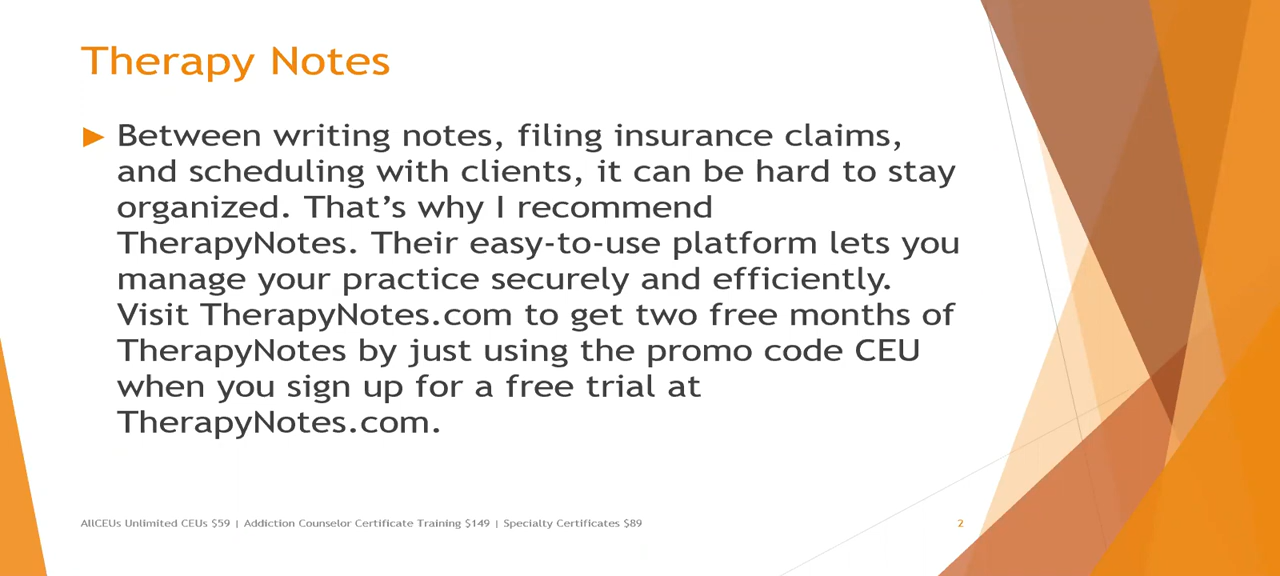 Therapy Notes
Between writing notes, filing insurance claims,
and scheduling with clients, it can be hard to stay
organized. That’s why I recommend
TherapyNotes. Their easy-to-use platform lets you
manage your practice securely and efficiently.
Visit TherapyNotes.com to get two free months of
TherapyNotes by just using the promo code CEU
when you sign up for a free trial at
TherapyNotes.com.
AllCEUs Unlimited CEUs $59 | Addiction Counselor Certificate Training $149 | Specialty Certificates $89
2